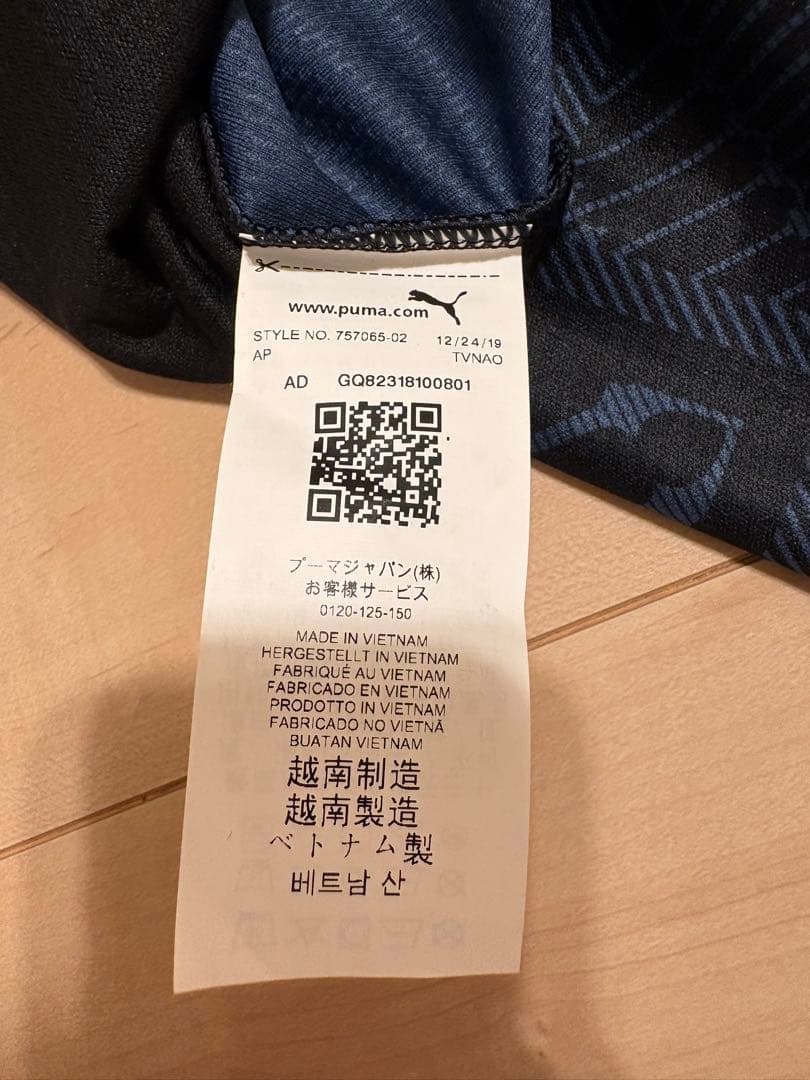 www.puma.com
STYLE NO. 757065-02 12/24/19
AP TVNAO
AD GQ82318100801
プーマジャパン(株)
お客様サービス
0120-125-150
MADE IN VIETNAM
HERGESTELLT IN VIETNAM
FABRIQUÉ AU VIETNAM
FABRICADO EN VIETNAM
PRODOTTO IN VIETNAM
FABRICADO NO VIETNÃ
BUATAN VIETNAM
越南制造
越南製造
ベトナム製
베트남 산